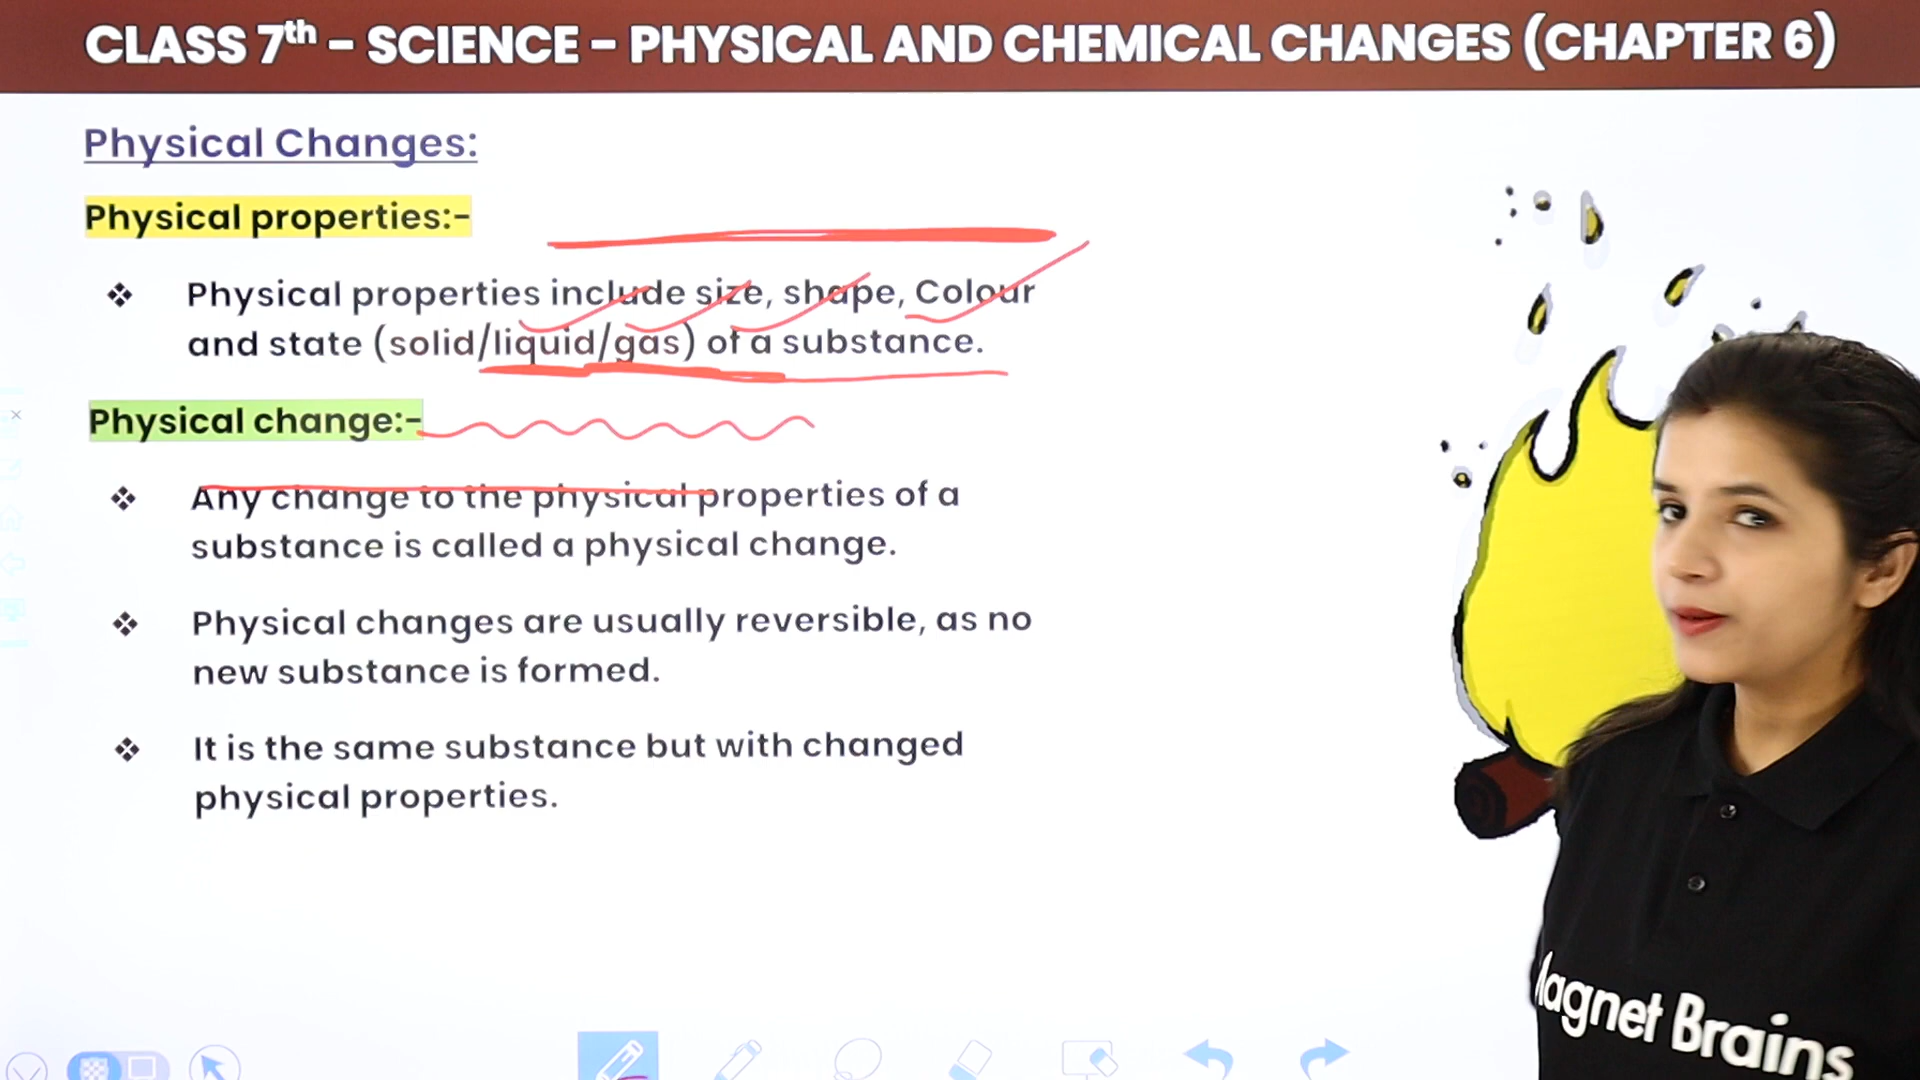 CLASS 7th – SCIENCE – PHYSICAL AND CHEMICAL CHANGES (CHAPTER 6)
Physical Changes:
Physical properties:-
❖ Physical properties include size, shape, Colour
and state (solid/liquid/gas) of a substance.
Physical change:-
❖ Any change to the physical properties of a
substance is called a physical change.
❖ Physical changes are usually reversible, as no
new substance is formed.
❖ It is the same substance but with changed
physical properties.
Magnet Brains